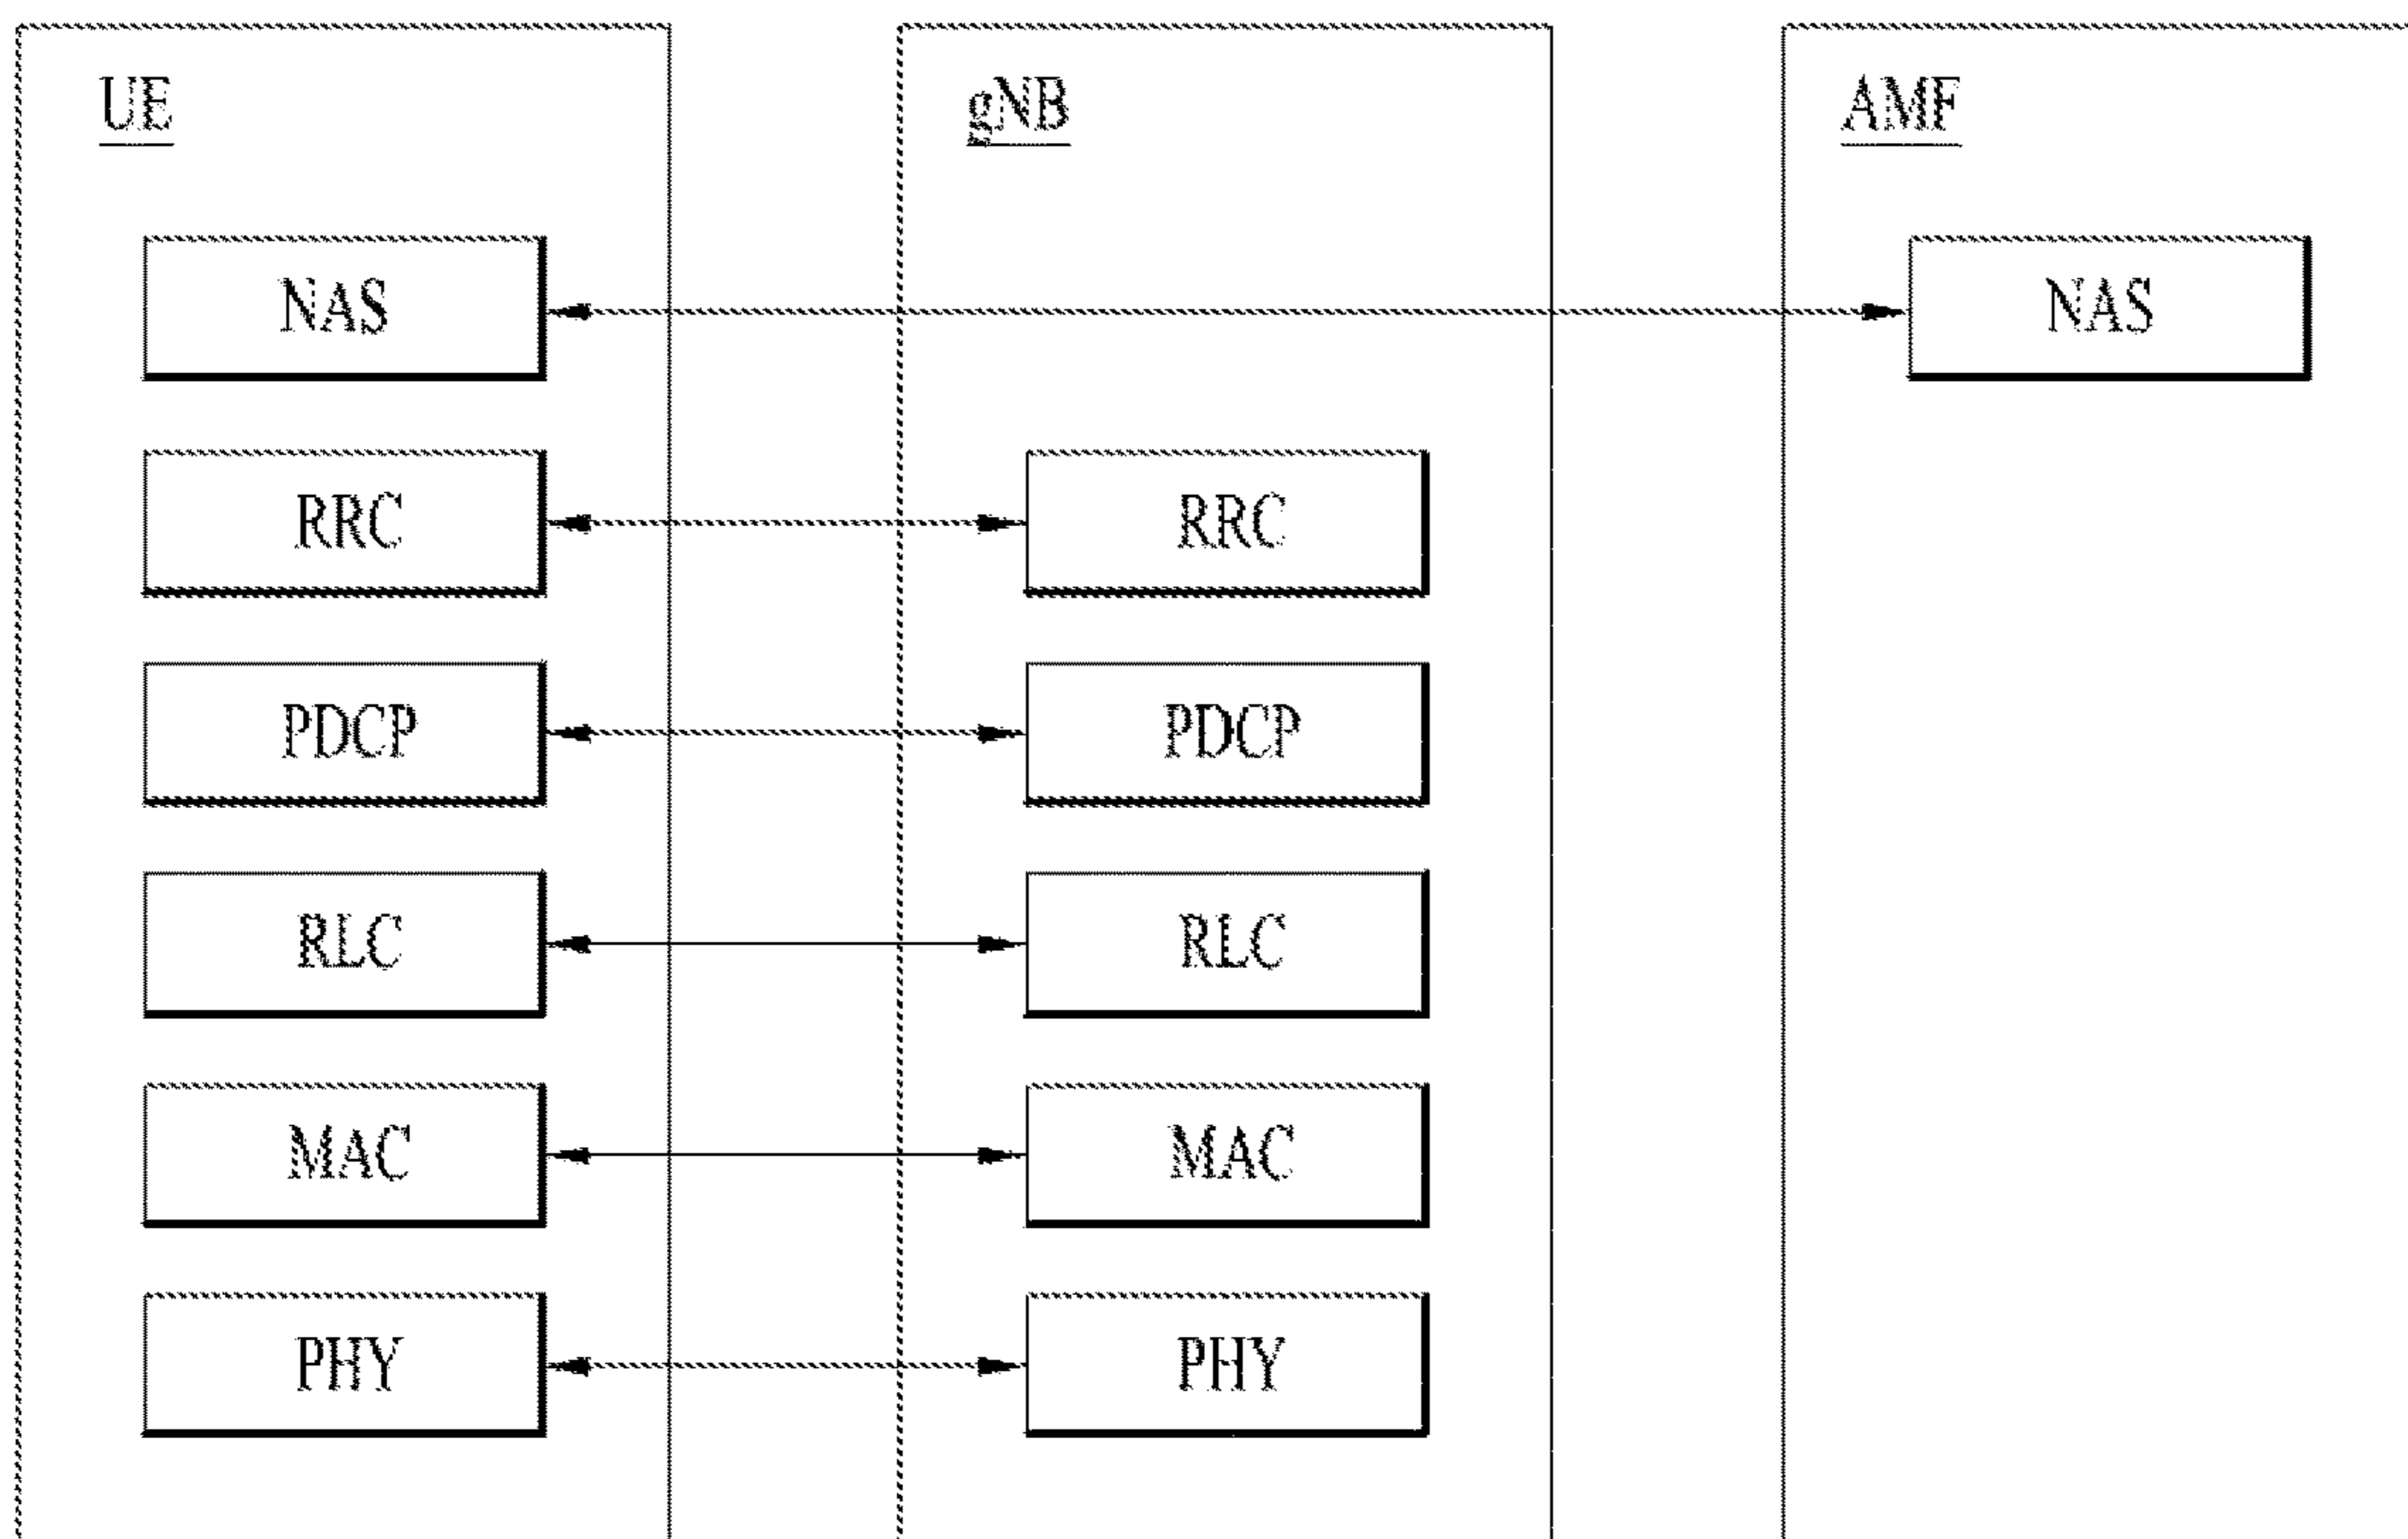 UE gNB AMF
NAS NAS
RRC RRC
PDCP PDCP
RLC RLC
MAC MAC
PHY PHY